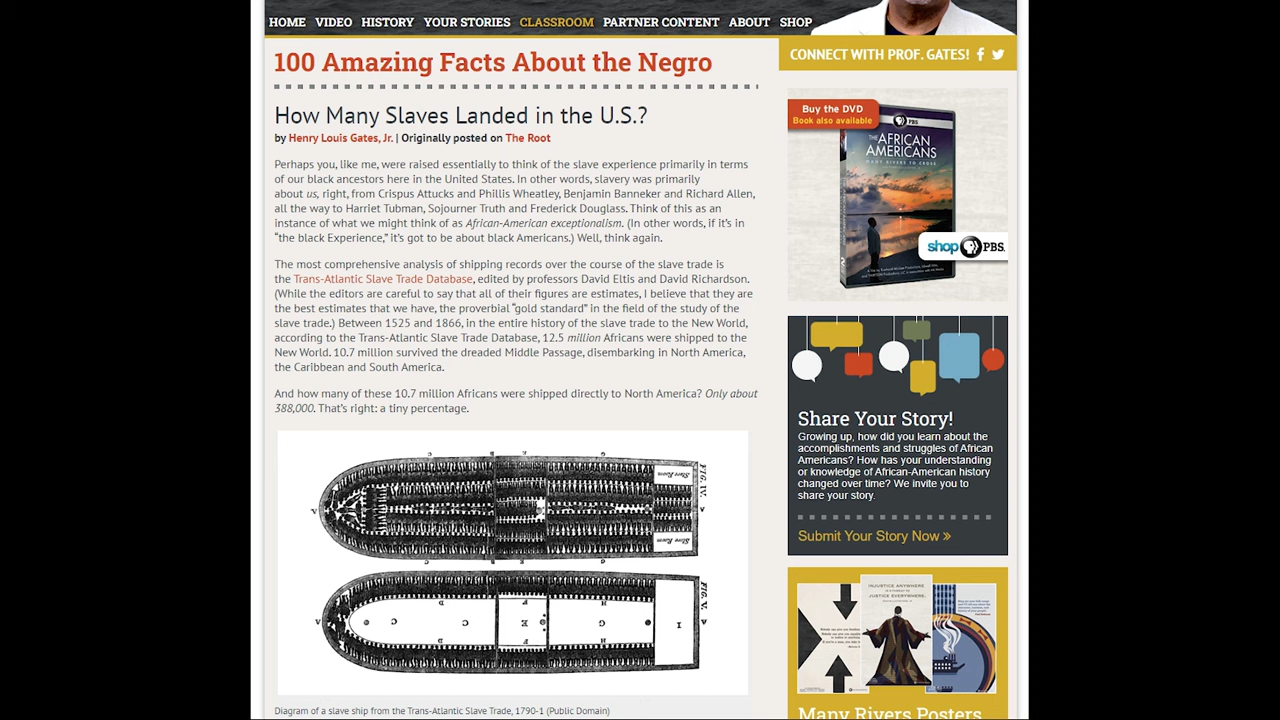 HOME VIDEO HISTORY YOUR STORIES CLASSROOM PARTNER CONTENT ABOUT SHOP
100 Amazing Facts About the Negro
How Many Slaves Landed in the U.S.?
by Henry Louis Gates, Jr. | Originally posted on The Root
Perhaps you, like me, were raised essentially to think of the slave experience primarily in terms
of our black ancestors here in the United States. In other words, slavery was primarily
about us, right, from Crispus Attucks and Phillis Wheatley, Benjamin Banneker and Richard Allen,
all the way to Harriet Tubman, Sojourner Truth and Frederick Douglass. Think of this as an
instance of what we might think of as African-American exceptionalism. (In other words, if it's in
“the black Experience,” it's got to be about black Americans.) Well, think again.
The most comprehensive analysis of shipping records over the course of the slave trade is
the Trans-Atlantic Slave Trade Database, edited by professors David Eltis and David Richardson.
(While the editors are careful to say that all of their figures are estimates, I believe that they are
the best estimates that we have, the proverbial “gold standard” in the field of the study of the
slave trade.) Between 1525 and 1866, in the entire history of the slave trade to the New World,
according to the Trans-Atlantic Slave Trade Database, 12.5 million Africans were shipped to the
New World. 10.7 million survived the dreaded Middle Passage, disembarking in North America,
the Caribbean and South America.
And how many of these 10.7 million Africans were shipped directly to North America? Only about
388,000. That's right: a tiny percentage.
FIG. IV.
Store Room
Store Room
Diagram of a slave ship from the Trans-Atlantic Slave Trade, 1790-1 (Public Domain)
CONNECT WITH PROF. GATES!
Buy the DVD
Book also available
PBS
THE AFRICAN
AMERICANS
MANY RIVERS TO CROSS
shop PBS.
Share Your Story!
Growing up, how did you learn about the
accomplishments and struggles of African
Americans? How has your understanding
or knowledge of African-American history
changed over time? We invite you to
share your story.
Submit Your Story Now »
INJUSTICE ANYWHERE
IS A THREAT TO
JUSTICE EVERYWHERE.
Many Rivers Posters